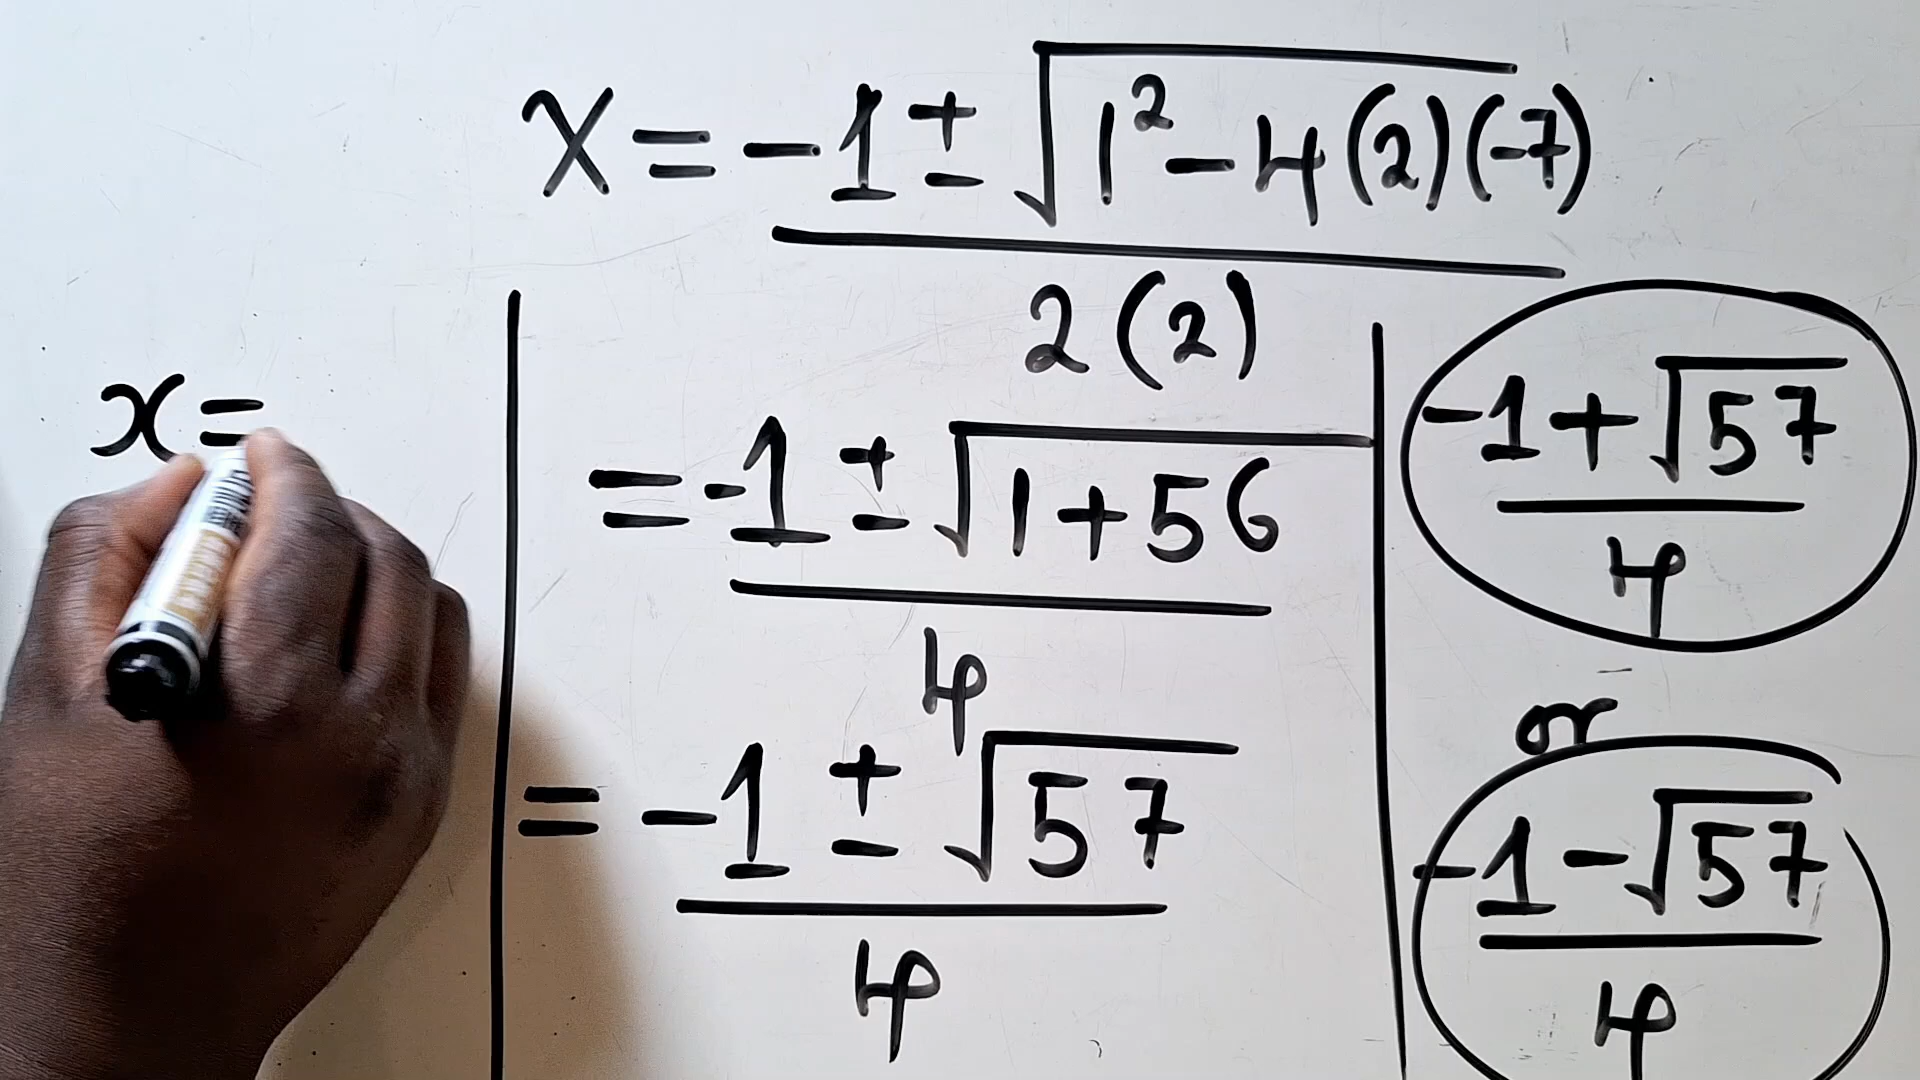 x = -1 ± √1² - 4(2)(-7)
2(2)
x =
= -1 ± √1+56
4
= -1 ± √57
4
-1+√57
4
or
-1-√57
4